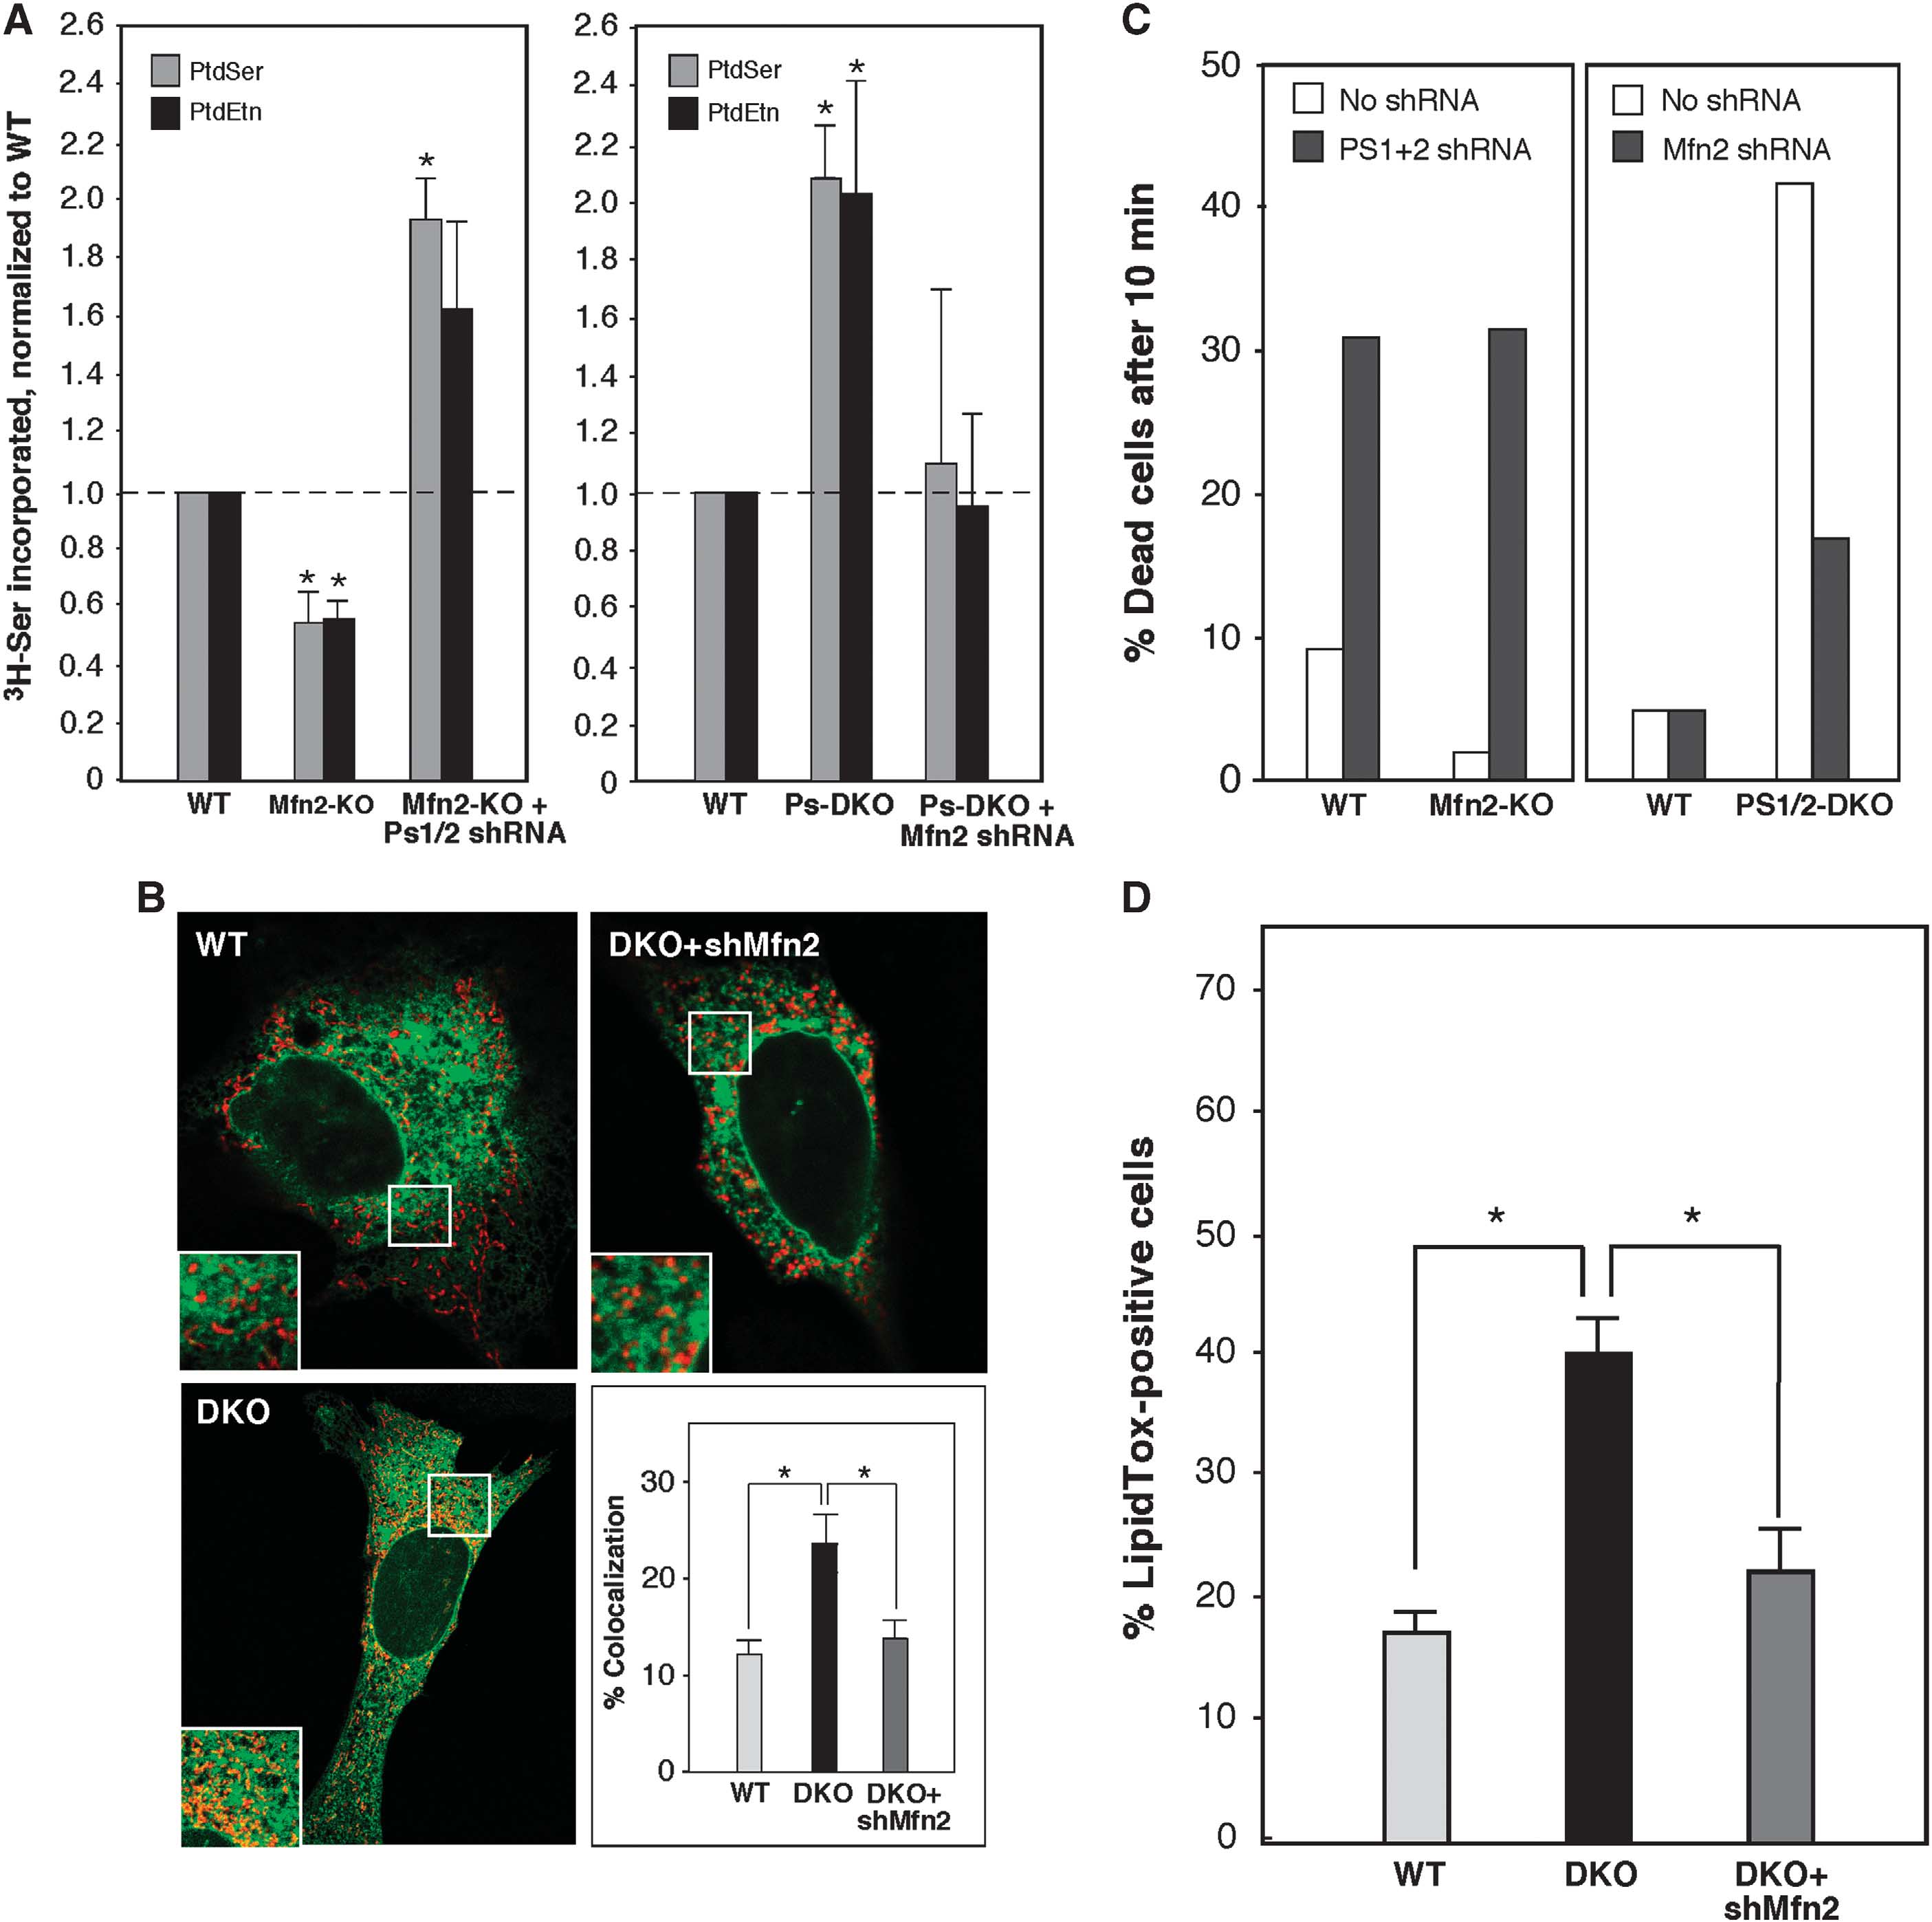 A
³H-Ser incorporated, normalized to WT
2.6
2.4
2.2
2.0
1.8
1.6
1.4
1.2
1.0
0.8
0.6
0.4
0.2
0
PtdSer
PtdEtn
* *
*
WT
Mfn2-KO
Mfn2-KO +
Ps1/2 shRNA
2.6
2.4
2.2
2.0
1.8
1.6
1.4
1.2
1.0
0.8
0.6
0.4
0.2
0
PtdSer
PtdEtn
* *
WT
Ps-DKO
Ps-DKO +
Mfn2 shRNA
B
WT
DKO+shMfn2
DKO
% Colocalization
30
20
10
0
* *
WT
DKO
DKO+
shMfn2
C
% Dead cells after 10 min
50
40
30
20
10
0
No shRNA
PS1+2 shRNA
WT
Mfn2-KO
No shRNA
Mfn2 shRNA
WT
PS1/2-DKO
D
% LipidTox-positive cells
70
60
50
40
30
20
10
0
* *
WT
DKO
DKO+
shMfn2